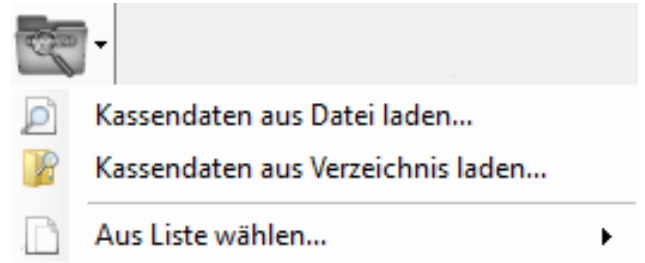 Kassendaten aus Datei laden...
Kassendaten aus Verzeichnis laden...
Aus Liste wählen...